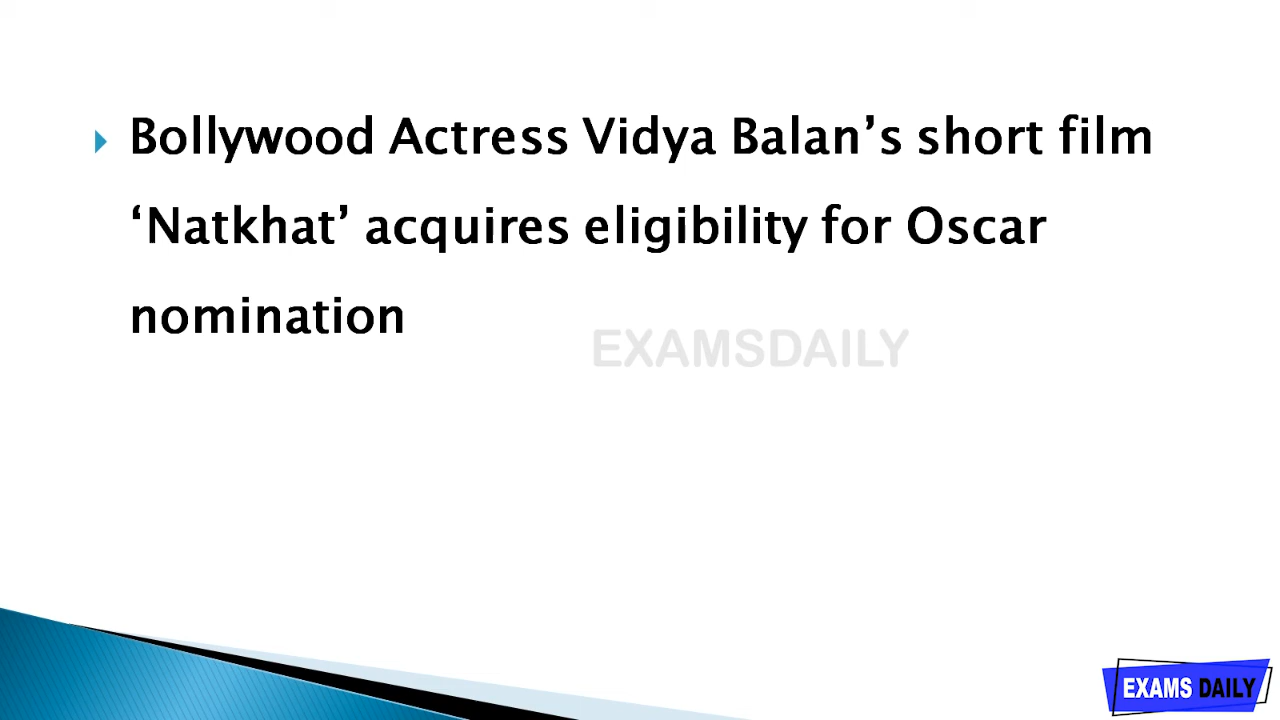 Bollywood Actress Vidya Balan’s short film
‘Natkhat’ acquires eligibility for Oscar
nomination
EXAMSDAILY
EXAMS DAILY